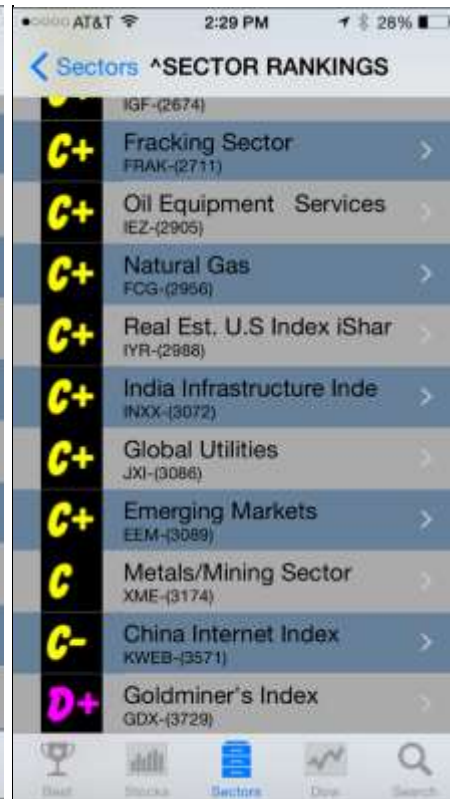 AT&T 2:29 PM 28%
Sectors ^SECTOR RANKINGS
IGF-(2674)
C+ Fracking Sector
FRAK-(2711)
C+ Oil Equipment Services
IEZ-(2905)
C+ Natural Gas
FCG-(2956)
C+ Real Est. U.S Index iShar
IYR-(2988)
C+ India Infrastructure Inde
INXX-(3072)
C+ Global Utilities
JXI-(3086)
C+ Emerging Markets
EEM-(3089)
C Metals/Mining Sector
XME-(3174)
C- China Internet Index
KWEB-(3571)
D+ Goldminer's Index
GDX-(3729)
Best Stocks Sectors Dow Search